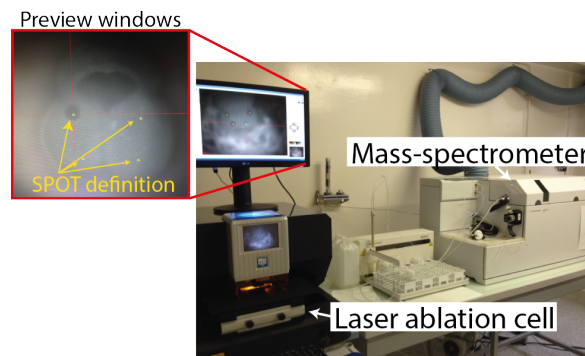 Preview windows
SPOT definition
Mass-spectrometer
Laser ablation cell